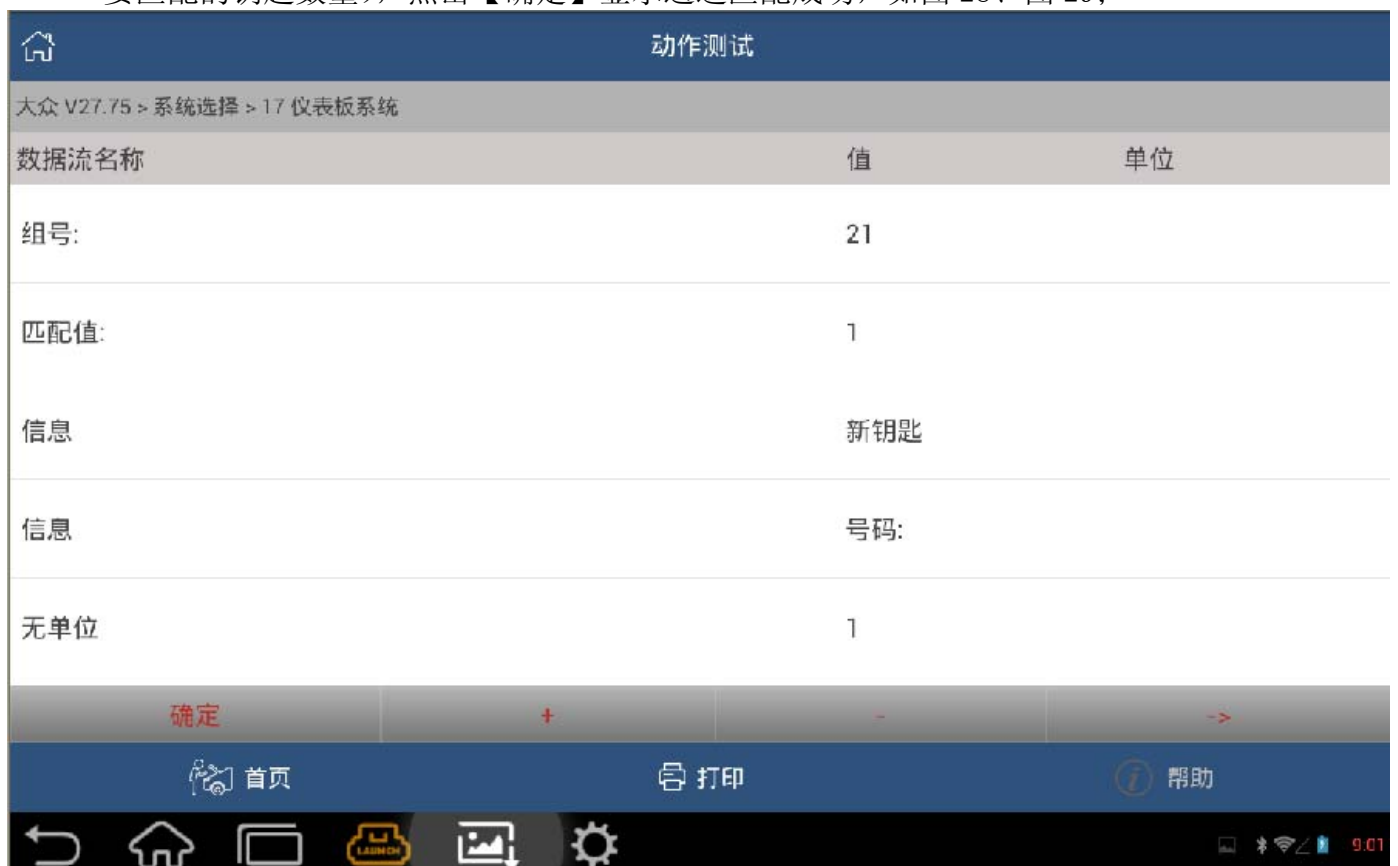 动作测试
大众 V27.75 > 系统选择 > 17 仪表板系统
数据流名称 值 单位
组号: 21
匹配值: 1
信息 新钥匙
信息 号码:
无单位 1
确定 + - ->
首页 打印 帮助
LAUNCH 9:01